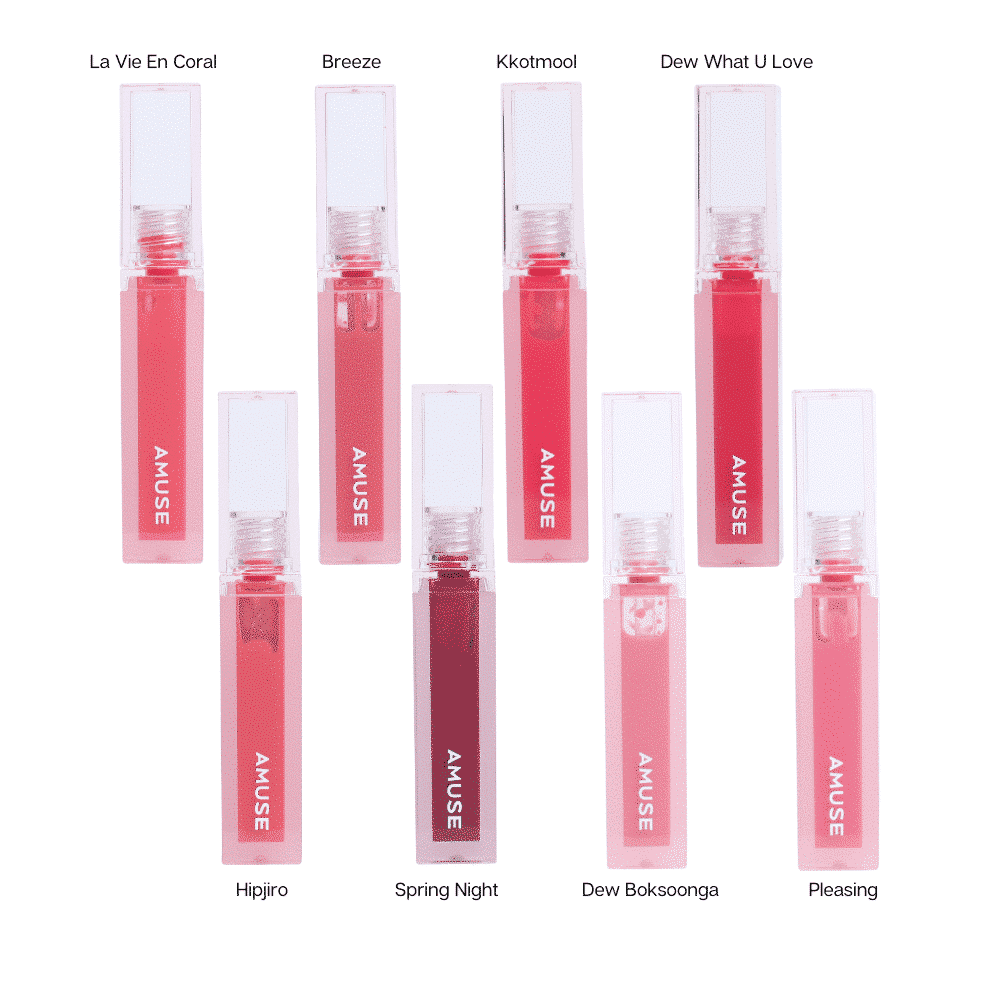 La Vie En Coral
Breeze
Kkotmool
Dew What U Love
AMUSE
AMUSE
AMUSE
AMUSE
AMUSE
AMUSE
AMUSE
AMUSE
Hipjiro
Spring Night
Dew Boksoonga
Pleasing